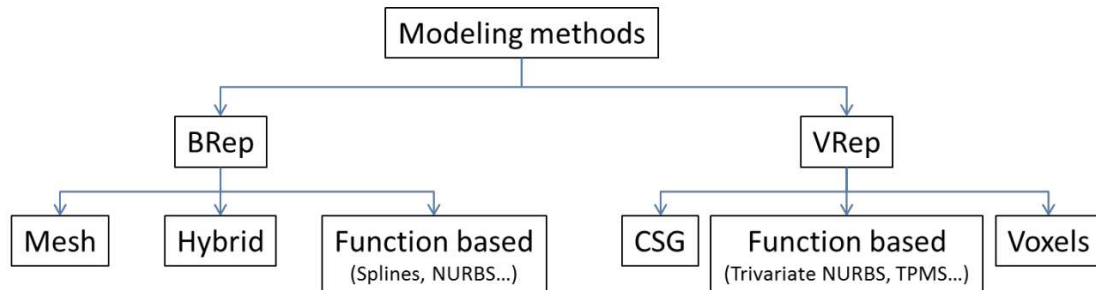 Modeling methods
BRep
VRep
Mesh
Hybrid
Function based
(Splines, NURBS...)
CSG
Function based
(Trivariate NURBS, TPMS...)
Voxels